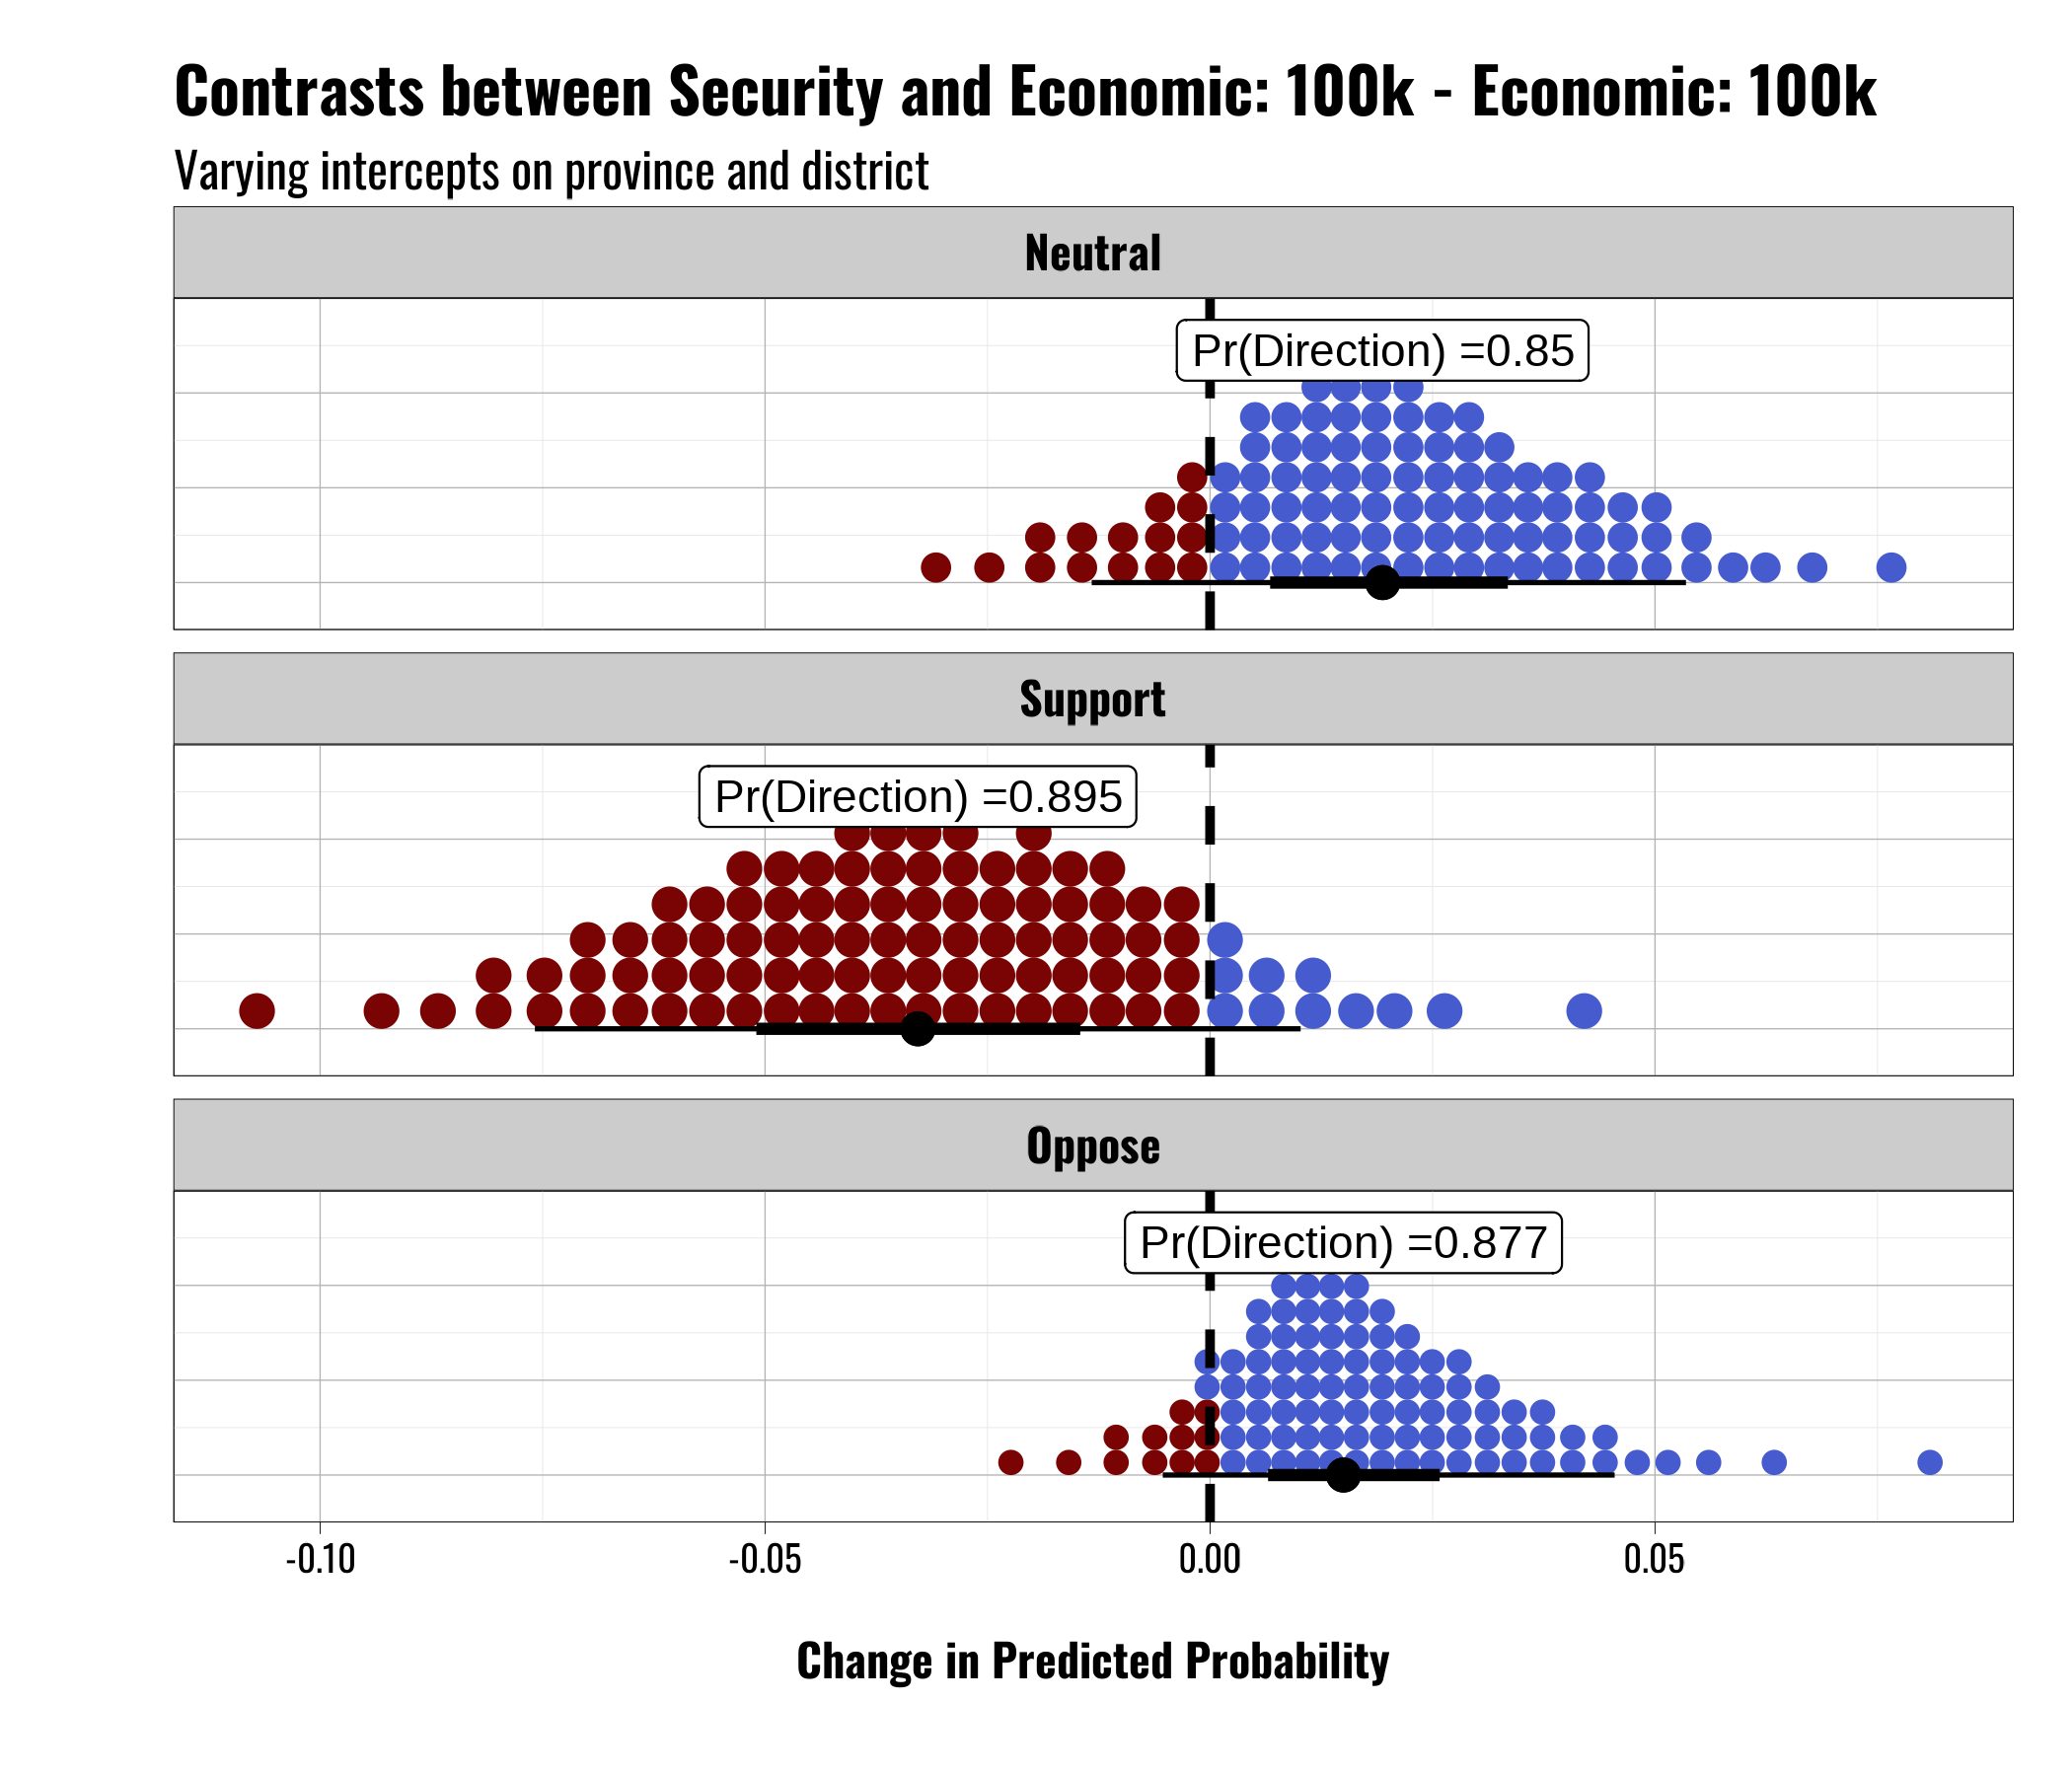 Contrasts between Security and Economic: 100k - Economic: 100k
Varying intercepts on province and district
Neutral
Pr(Direction) =0.85
Support
Pr(Direction) =0.895
Oppose
Pr(Direction) =0.877
-0.10 -0.05 0.00 0.05
Change in Predicted Probability